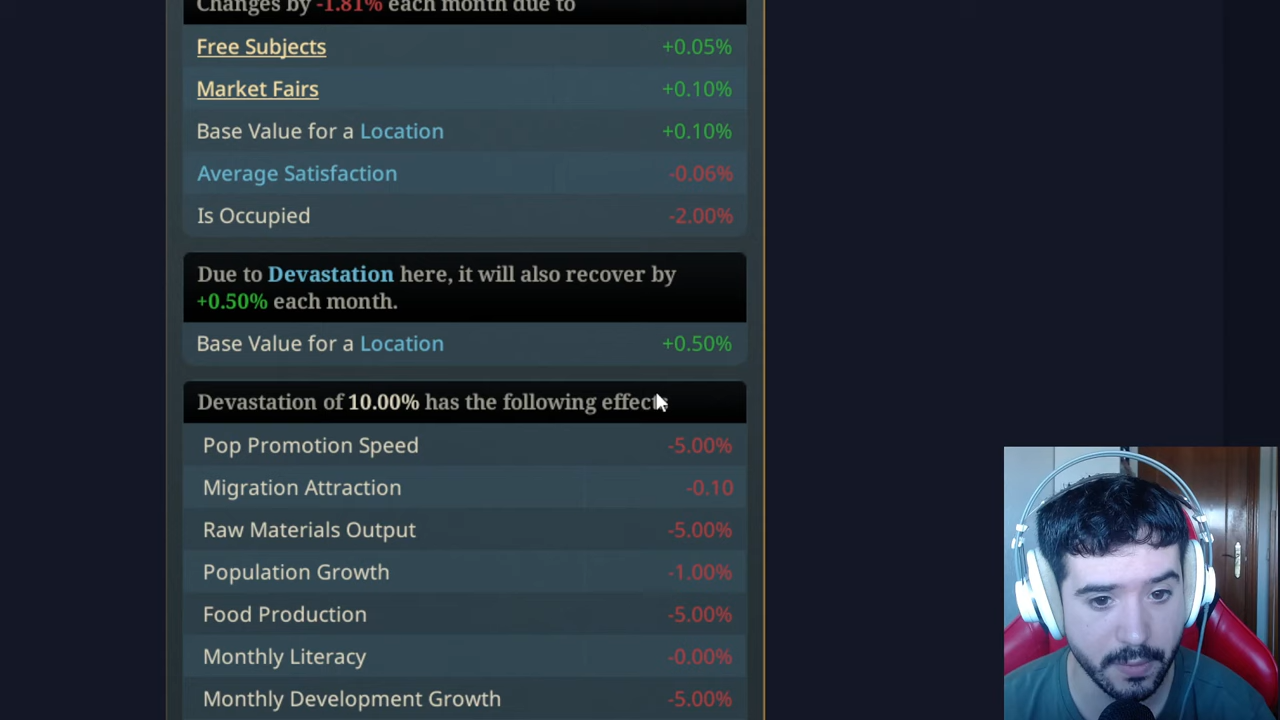 Changes by -1.81% each month due to
Free Subjects +0.05%
Market Fairs +0.10%
Base Value for a Location +0.10%
Average Satisfaction -0.06%
Is Occupied -2.00%
Due to Devastation here, it will also recover by
+0.50% each month.
Base Value for a Location +0.50%
Devastation of 10.00% has the following effects
Pop Promotion Speed -5.00%
Migration Attraction -0.10
Raw Materials Output -5.00%
Population Growth -1.00%
Food Production -5.00%
Monthly Literacy -0.00%
Monthly Development Growth -5.00%